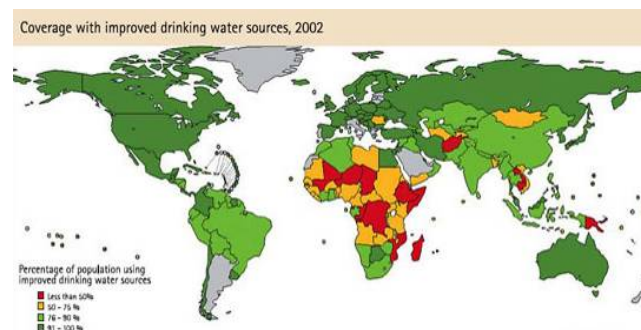 Coverage with improved drinking water sources, 2002
Percentage of population using
improved drinking water sources
Less than 50%
50 - 75 %
76 - 90 %
91 - 100 %